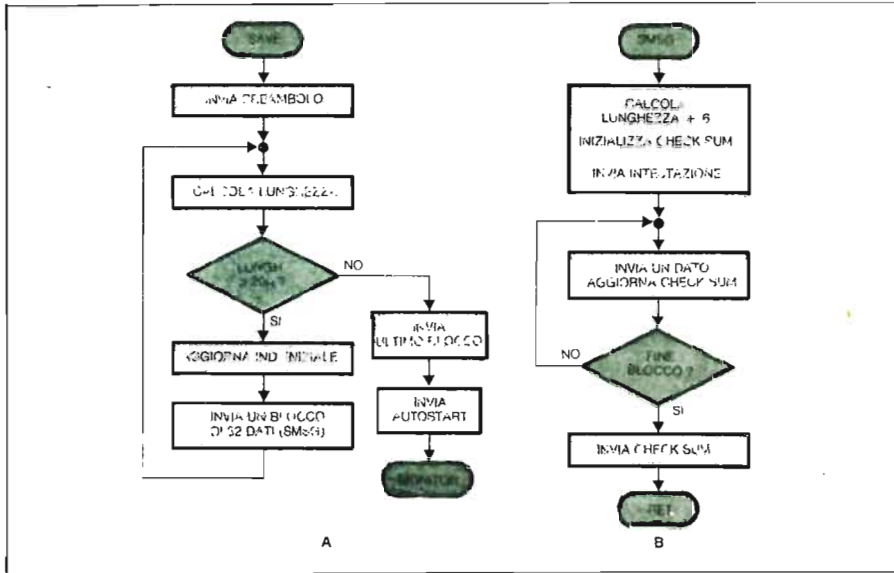 SAVE
INVIA PREAMBOLO
CALCOLA LUNGHEZZA
LUNGH
NO
SI
AGGIORNA IND. INIZIALE
INVIA UN BLOCCO
DI 32 DATI (SMSG)
INVIA
ULTIMO BLOCCO
INVIA
AUTOSTART
MONITOR
A
SMSG
CALCOLA
LUNGHEZZA + 6
INIZIALIZZA CHECK SUM
INVIA INTESTAZIONE
INVIA UN DATO
AGGIORNA CHECK SUM
NO
FINE
BLOCCO ?
SI
INVIA CHECK SUM
RET
B